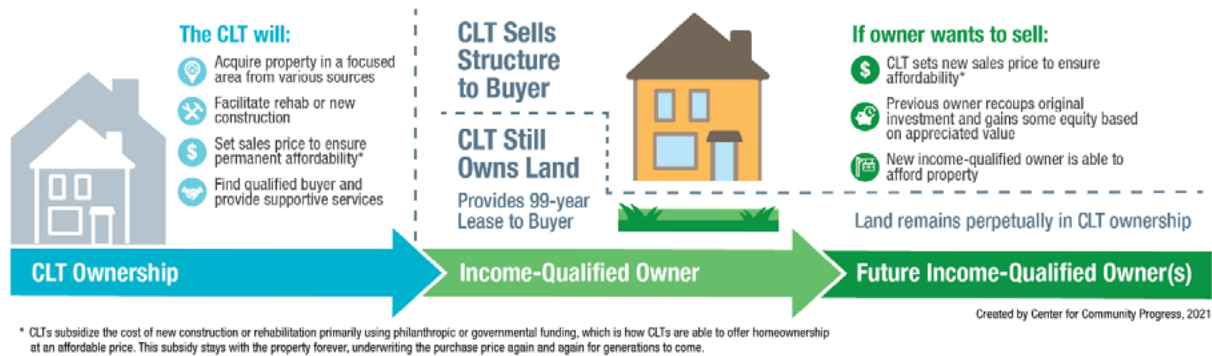 The CLT will:
Acquire property in a focused
area from various sources
Facilitate rehab or new
construction
$
Set sales price to ensure
permanent affordability*
Find qualified buyer and
provide supportive services
CLT Sells
Structure
to Buyer
CLT Still
Owns Land
Provides 99-year
Lease to Buyer
If owner wants to sell:
$
CLT sets new sales price to ensure
affordability*
Previous owner recoups original
investment and gains some equity based
on appreciated value
New income-qualified owner is able to
afford property
Land remains perpetually in CLT ownership
CLT Ownership
Income-Qualified Owner
Future Income-Qualified Owner(s)
Created by Center for Community Progress, 2021
* CLTs subsidize the cost of new construction or rehabilitation primarily using philanthropic or governmental funding, which is how CLTs are able to offer homeownership
at an affordable price. This subsidy stays with the property forever, underwriting the purchase price again and again for generations to come.